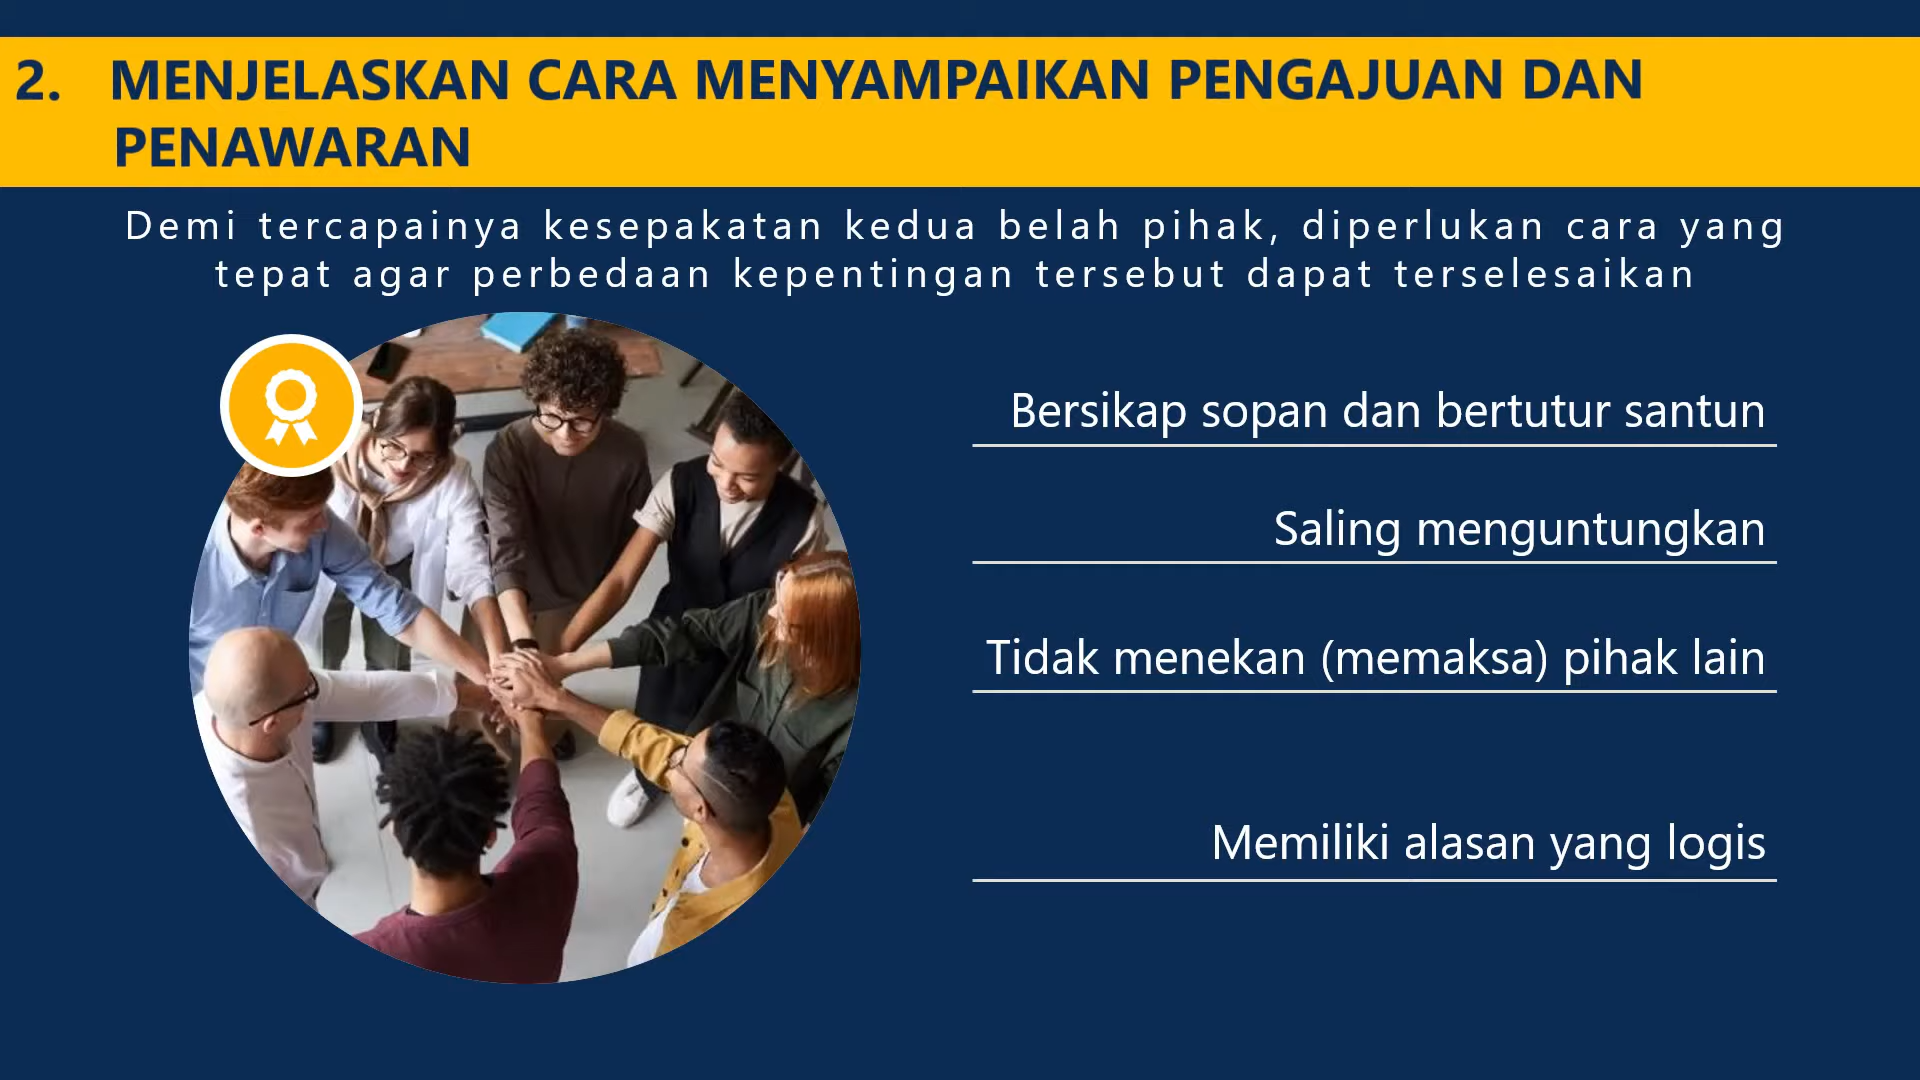 2. MENJELASKAN CARA MENYAMPAIKAN PENGAJUAN DAN
PENAWARAN
Demi tercapainya kesepakatan kedua belah pihak, diperlukan cara yang
tepat agar perbedaan kepentingan tersebut dapat terselesaikan
Bersikap sopan dan bertutur santun
Saling menguntungkan
Tidak menekan (memaksa) pihak lain
Memiliki alasan yang logis